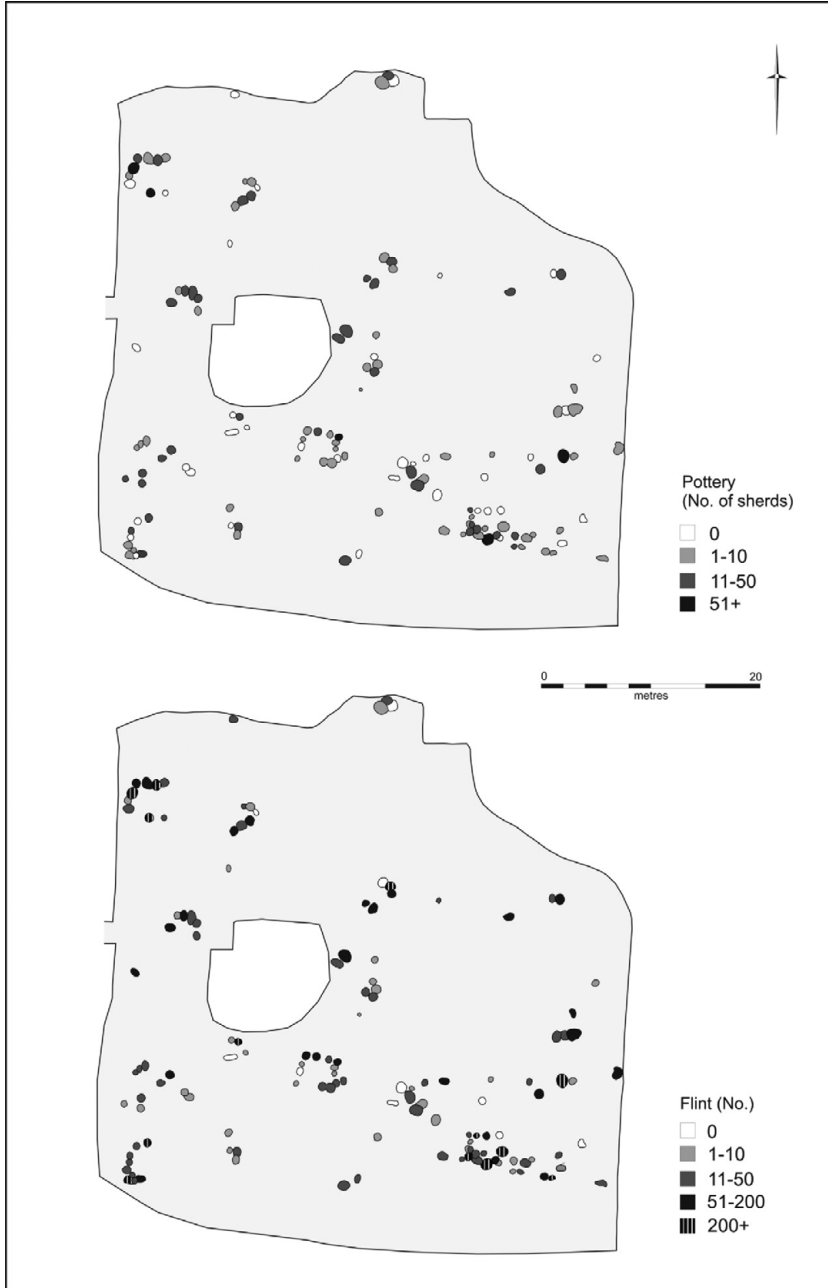 Pottery
(No. of sherds)
0
1-10
11-50
51+
0 20
metres
Flint (No.)
0
1-10
11-50
51-200
200+